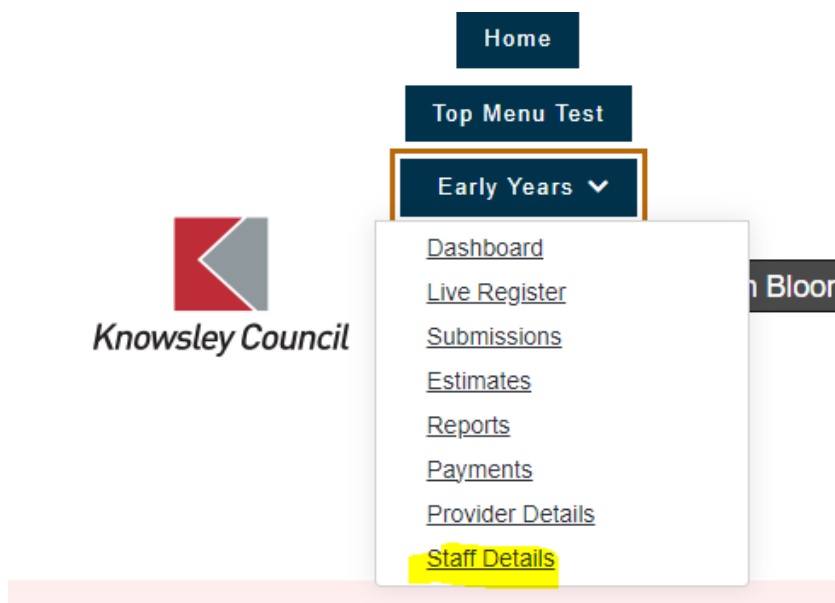 Home
Top Menu Test
Early Years
Dashboard
Live Register
Submissions
Estimates
Reports
Payments
Provider Details
Staff Details
Knowsley Council